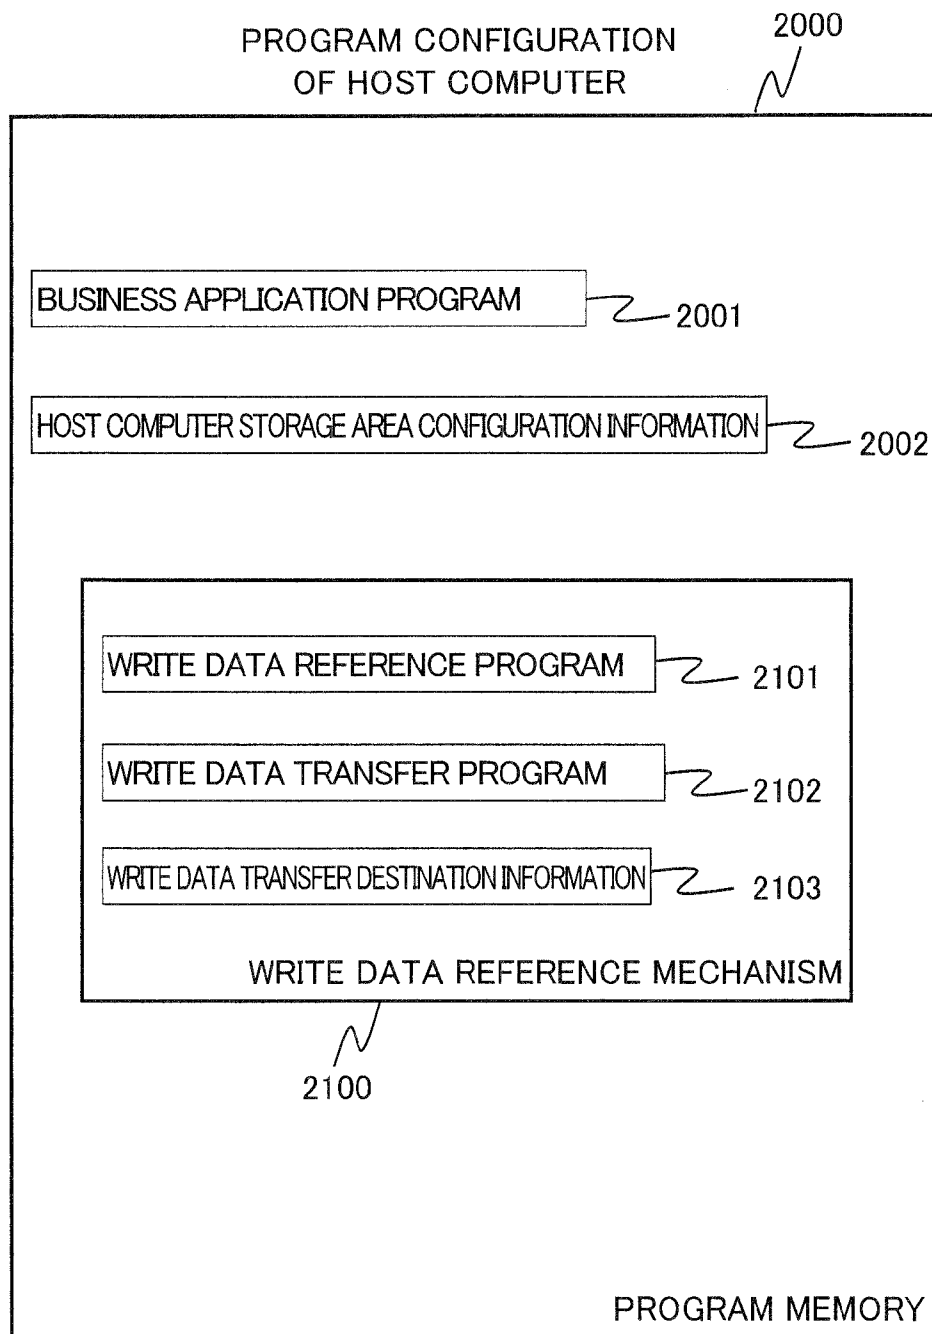 2000
PROGRAM CONFIGURATION
OF HOST COMPUTER
BUSINESS APPLICATION PROGRAM
2001
HOST COMPUTER STORAGE AREA CONFIGURATION INFORMATION
2002
WRITE DATA REFERENCE PROGRAM
2101
WRITE DATA TRANSFER PROGRAM
2102
WRITE DATA TRANSFER DESTINATION INFORMATION
2103
WRITE DATA REFERENCE MECHANISM
2100
PROGRAM MEMORY